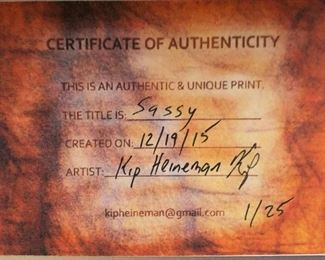 CERTIFICATE OF AUTHENTICITY
THIS IS AN AUTHENTIC & UNIQUE PRINT.
THE TITLE IS: Sassy
CREATED ON: 12/19/15
ARTIST: Kip Heineman
kipheineman@gmail.com
1/25